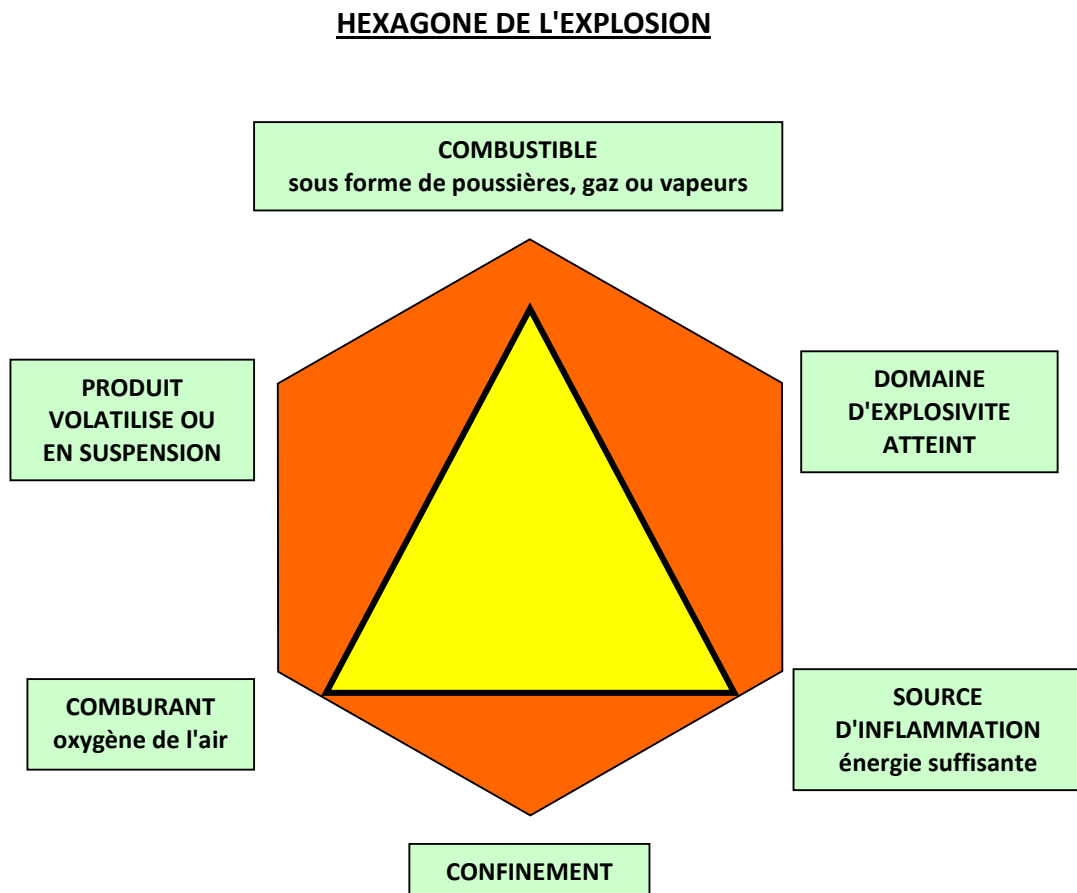 HEXAGONE DE L'EXPLOSION
COMBUSTIBLE
sous forme de poussières, gaz ou vapeurs
PRODUIT
VOLATILISE OU
EN SUSPENSION
DOMAINE
D'EXPLOSIVITE
ATTEINT
COMBURANT
oxygène de l'air
SOURCE
D'INFLAMMATION
énergie suffisante
CONFINEMENT